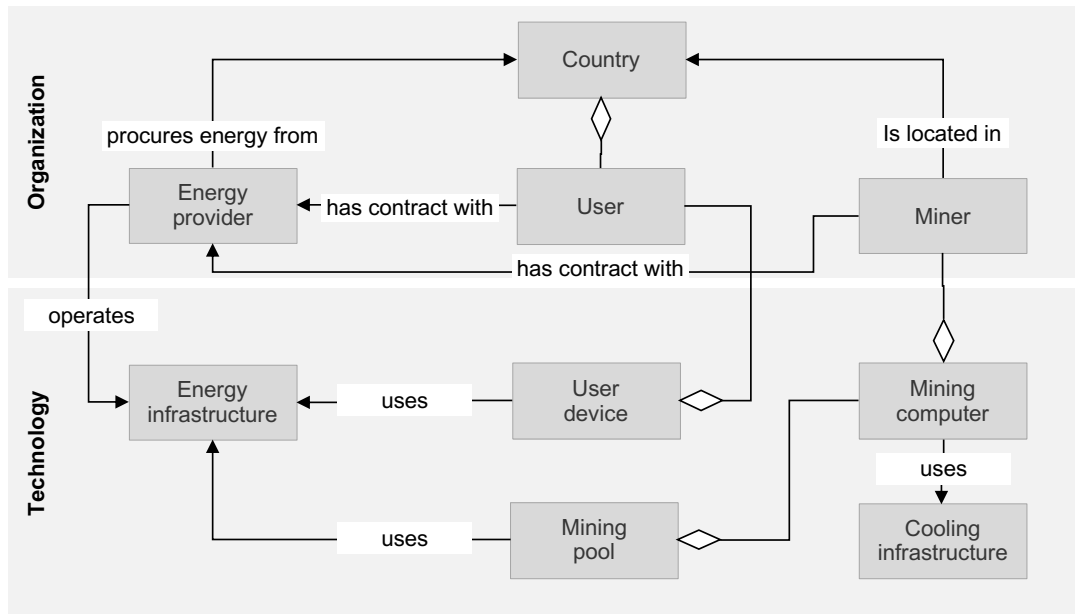 Organization
Country
procures energy from
Is located in
Energy
provider
has contract with
User
Miner
has contract with
operates
Technology
Energy
infrastructure
uses
User
device
Mining
computer
uses
uses
Mining
pool
Cooling
infrastructure